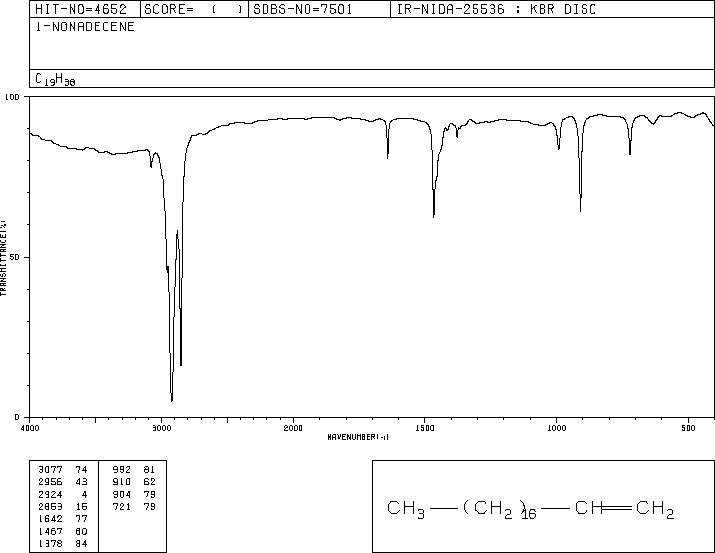 HIT-NO=4652 SCORE= ( ) SDBS-NO=7501 IR-NIDA-25536 : KBR DISC
1-NONADECENE
C19H38
100
50
0
TRANSMITTANCE(%)
4000 3000 2000 1500 1000 500
WAVENUMBER(-1)
3077 74 992 81
2956 43 910 62
2924 4 904 79
2853 15 721 79
1642 77
1467 60
1378 84
CH3—(CH2)16—CH═CH2